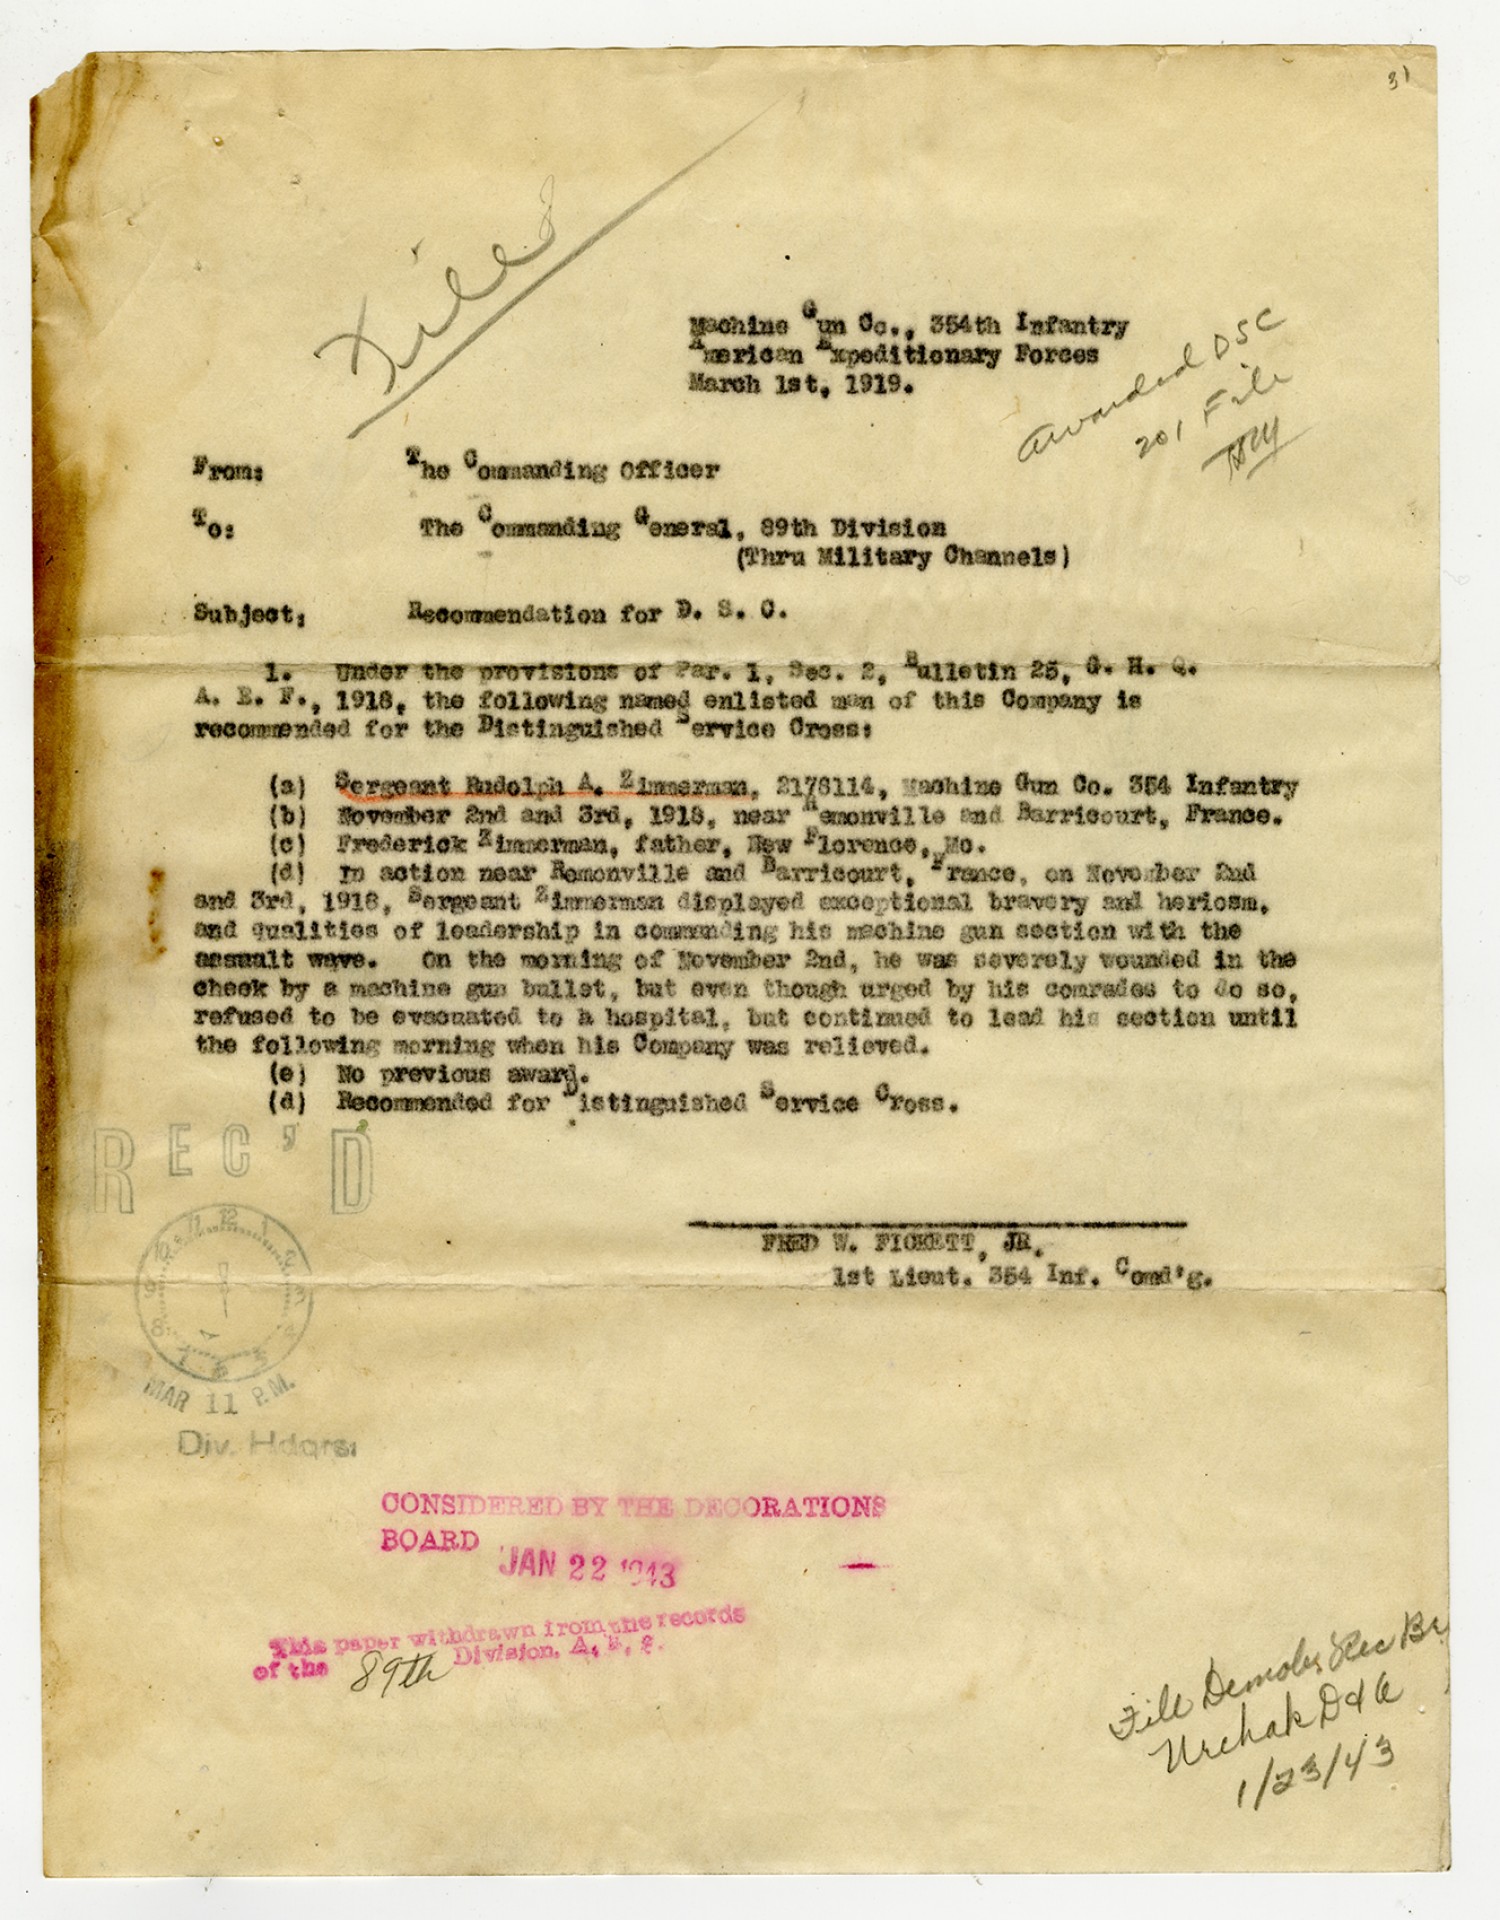 31
File
Machine Gun Co., 354th Infantry
American Expeditionary Forces
March 1st, 1919.
Awarded DSC
201 File
From: The Commanding Officer
To: The Commanding General, 89th Division
(Thru Military Channels)
Subject; Recommendation for D. S. C.
1. Under the provisions of Par. 1, Sec. 2, Bulletin 25, G. H. Q.
A. E. F., 1918, the following named enlisted man of this Company is
recommended for the Distinguished Service Cross:
(a) Sergeant Rudolph A. Zimmerman, 2178114, Machine Gun Co. 354 Infantry
(b) November 2nd and 3rd, 1918, near Remonville and Barricourt, France.
(c) Frederick Zimmerman, father, New Florence, Mo.
(d) In action near Remonville and Barricourt, France, on November 2nd
and 3rd, 1918, Sergeant Zimmerman displayed exceptional bravery and heriosm,
and qualities of leadership in commanding his machine gun section with the
assualt wave. On the morning of November 2nd, he was severely wounded in the
cheek by a machine gun bullet, but even though urged by his comrades to do so,
refused to be evacuated to a hospital, but continued to lead his section until
the following morning when his Company was relieved.
(e) No previous award.
(d) Recommended for Distinguished Service Cross.
REC'D
FRED W. FICKETT, JR.
1st Lieut. 354 Inf. Comd'g.
MAR 11 P.M.
Div. Hdqrs.
CONSIDERED BY THE DECORATIONS
BOARD
JAN 22 1943
This paper withdrawn from the records
of the 89th Division, A. E. F.
File Demob Rec Br
D & 6
1/23/43